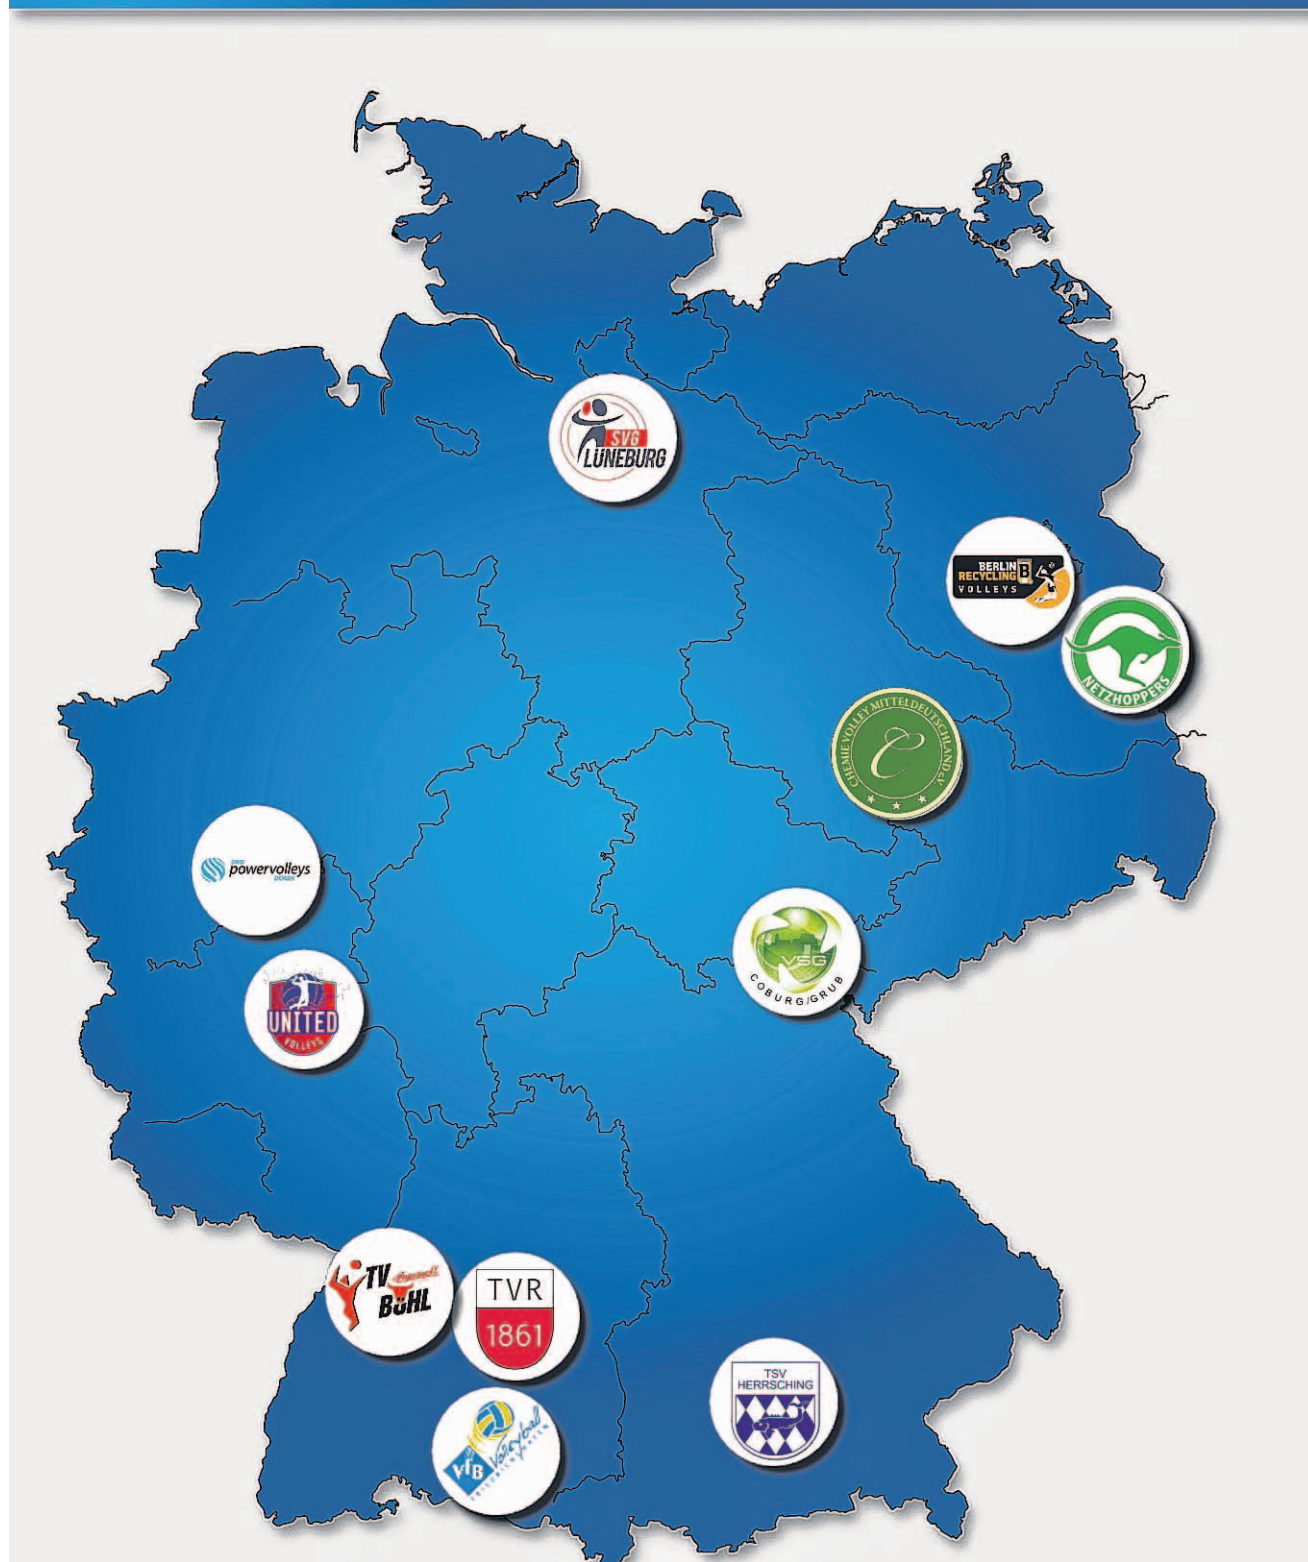 SVG
LÜNEBURG
BERLIN
RECYCLING
VOLLEYS
NETZHOPPERS
CHEMIE VOLLEY MITTELDEUTSCHLAND e.V.
powervolleys
VSG
COBURG/GRUB
UNITED
VOLLEYS
TV
BÜHL
TVR
1861
TSV
HERRSCHING
Volleyball
VfB
FRIEDRICHSHAFEN